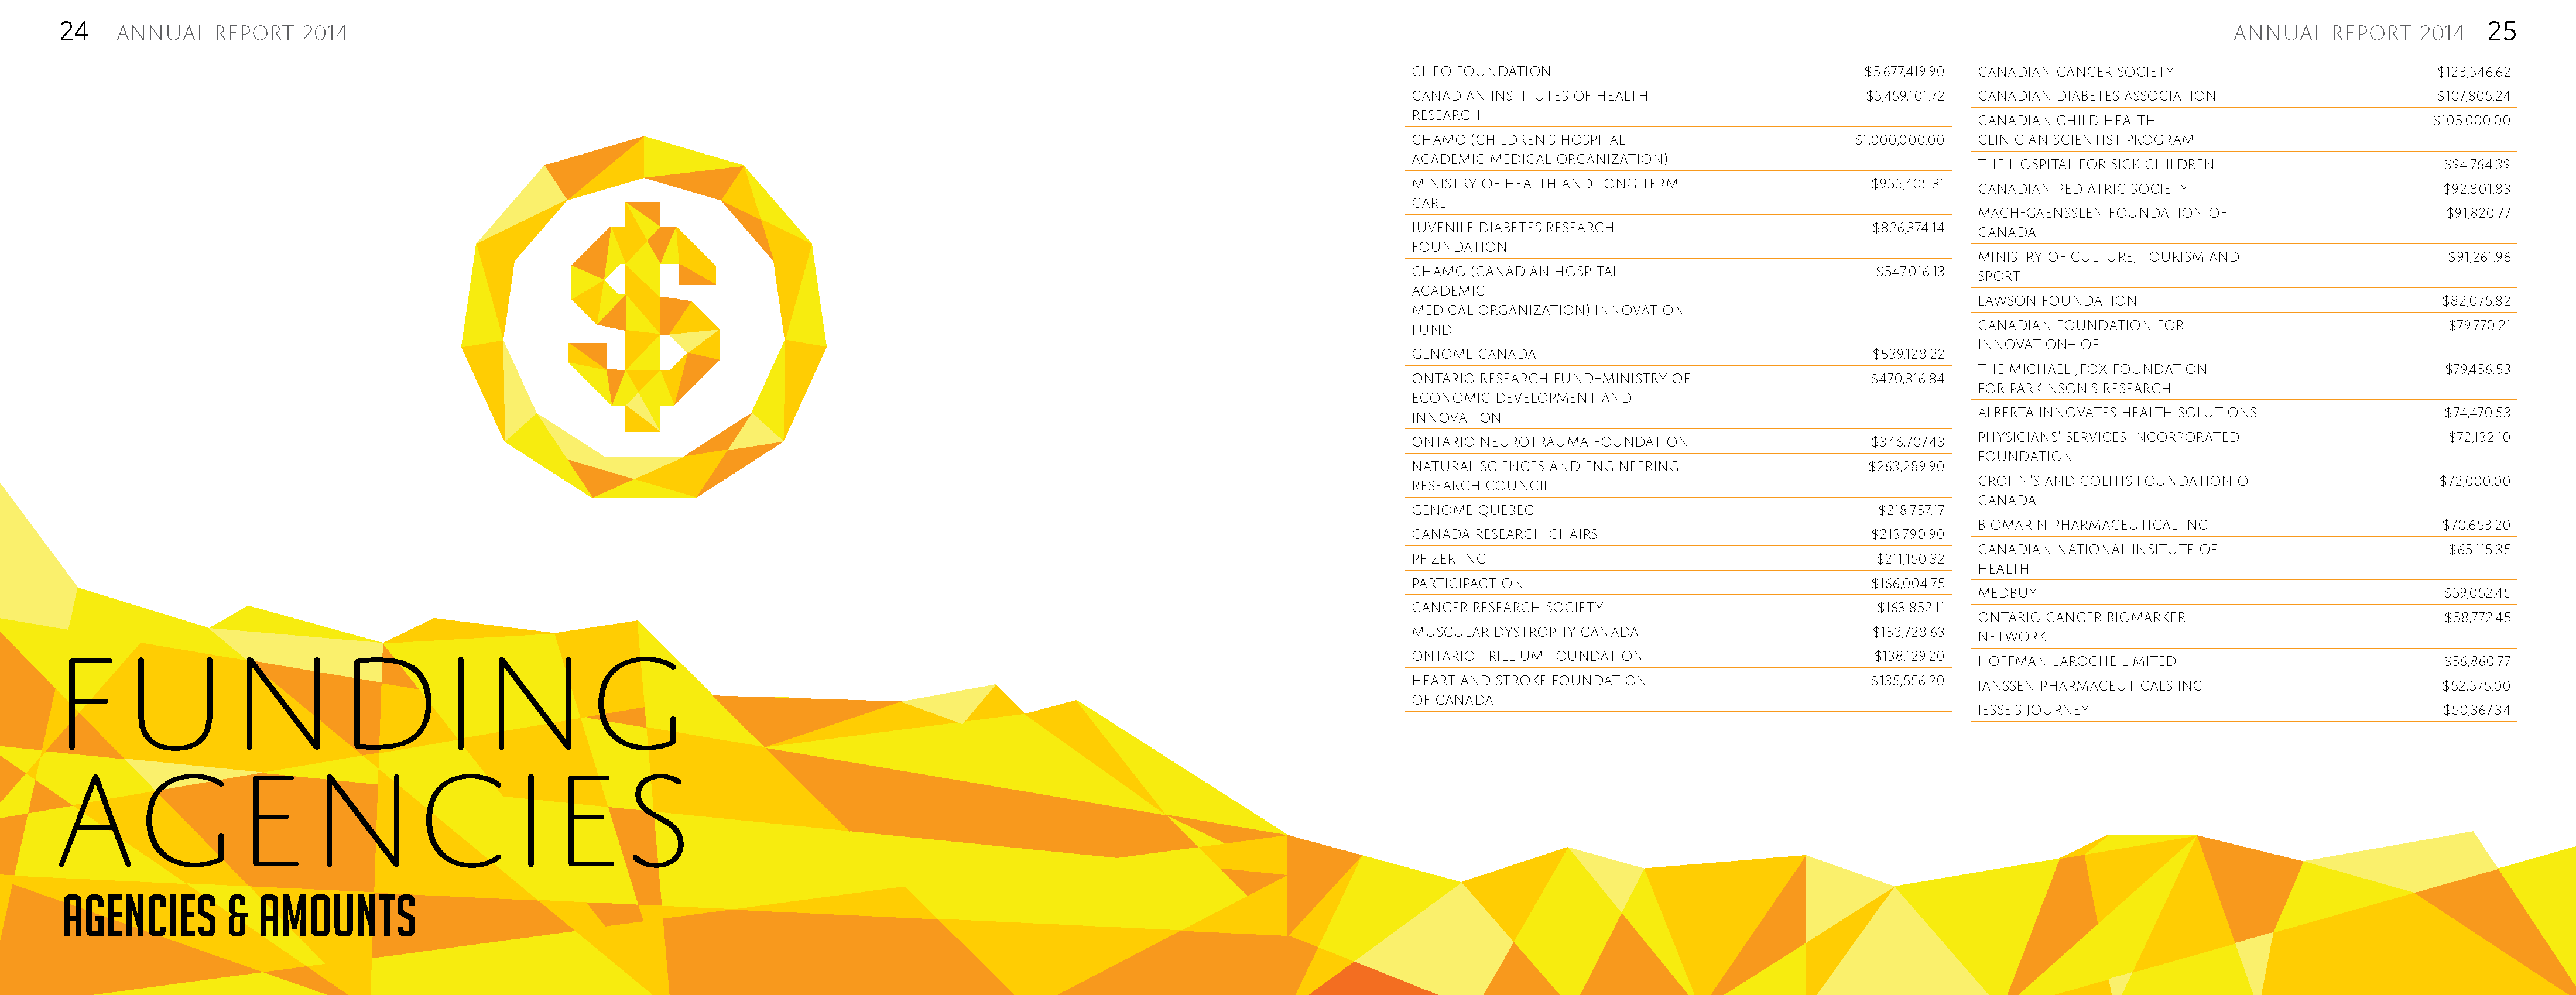 24 ANNUAL REPORT 2014
ANNUAL REPORT 2014 25
FUNDING
AGENCIES
AGENCIES & AMOUNTS
CHEO FOUNDATION $5,677,419.90
CANADIAN INSTITUTES OF HEALTH $5,459,101.72
RESEARCH
CHAMO (CHILDREN'S HOSPITAL $1,000,000.00
ACADEMIC MEDICAL ORGANIZATION)
MINISTRY OF HEALTH AND LONG TERM $955,405.31
CARE
JUVENILE DIABETES RESEARCH $826,374.14
FOUNDATION
CHAMO (CANADIAN HOSPITAL $547,016.13
ACADEMIC
MEDICAL ORGANIZATION) INNOVATION
FUND
GENOME CANADA $539,128.22
ONTARIO RESEARCH FUND–MINISTRY OF $470,316.84
ECONOMIC DEVELOPMENT AND
INNOVATION
ONTARIO NEUROTRAUMA FOUNDATION $346,707.43
NATURAL SCIENCES AND ENGINEERING $263,289.90
RESEARCH COUNCIL
GENOME QUEBEC $218,757.17
CANADA RESEARCH CHAIRS $213,790.90
PFIZER INC $211,150.32
PARTICIPACTION $166,004.75
CANCER RESEARCH SOCIETY $163,852.11
MUSCULAR DYSTROPHY CANADA $153,728.63
ONTARIO TRILLIUM FOUNDATION $138,129.20
HEART AND STROKE FOUNDATION $135,556.20
OF CANADA
CANADIAN CANCER SOCIETY $123,546.62
CANADIAN DIABETES ASSOCIATION $107,805.24
CANADIAN CHILD HEALTH $105,000.00
CLINICIAN SCIENTIST PROGRAM
THE HOSPITAL FOR SICK CHILDREN $94,764.39
CANADIAN PEDIATRIC SOCIETY $92,801.83
MACH-GAENSSLEN FOUNDATION OF $91,820.77
CANADA
MINISTRY OF CULTURE, TOURISM AND $91,261.96
SPORT
LAWSON FOUNDATION $82,075.82
CANADIAN FOUNDATION FOR $79,770.21
INNOVATION–IOF
THE MICHAEL JFOX FOUNDATION $79,456.53
FOR PARKINSON'S RESEARCH
ALBERTA INNOVATES HEALTH SOLUTIONS $74,470.53
PHYSICIANS' SERVICES INCORPORATED $72,132.10
FOUNDATION
CROHN'S AND COLITIS FOUNDATION OF $72,000.00
CANADA
BIOMARIN PHARMACEUTICAL INC $70,653.20
CANADIAN NATIONAL INSITUTE OF $65,115.35
HEALTH
MEDBUY $59,052.45
ONTARIO CANCER BIOMARKER $58,772.45
NETWORK
HOFFMAN LAROCHE LIMITED $56,860.77
JANSSEN PHARMACEUTICALS INC $52,575.00
JESSE'S JOURNEY $50,367.34